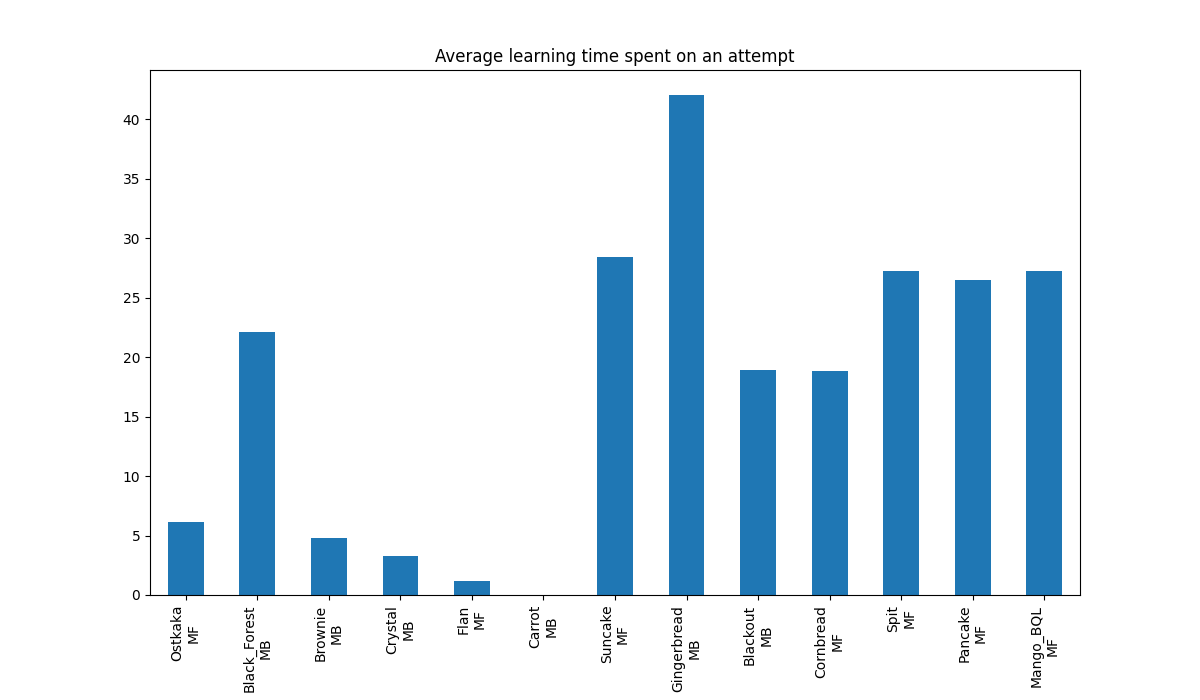 Average learning time spent on an attempt
40
35
30
25
20
15
10
5
0
Ostkaka
MF
Black_Forest
MB
Brownie
MB
Crystal
MB
Flan
MF
Carrot
MB
Suncake
MF
Gingerbread
MB
Blackout
MB
Cornbread
MF
Spit
MF
Pancake
MF
Mango_BQL
MF